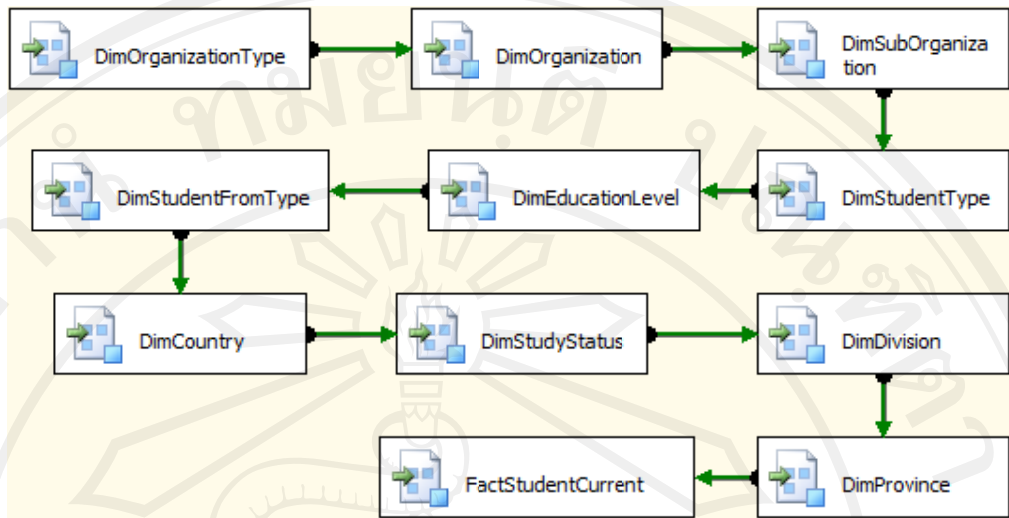 DimOrganizationType
DimOrganization
DimSubOrganiza
tion
DimStudentType
DimEducationLevel
DimStudentFromType
DimCountry
DimStudyStatus
DimDivision
DimProvince
FactStudentCurrent